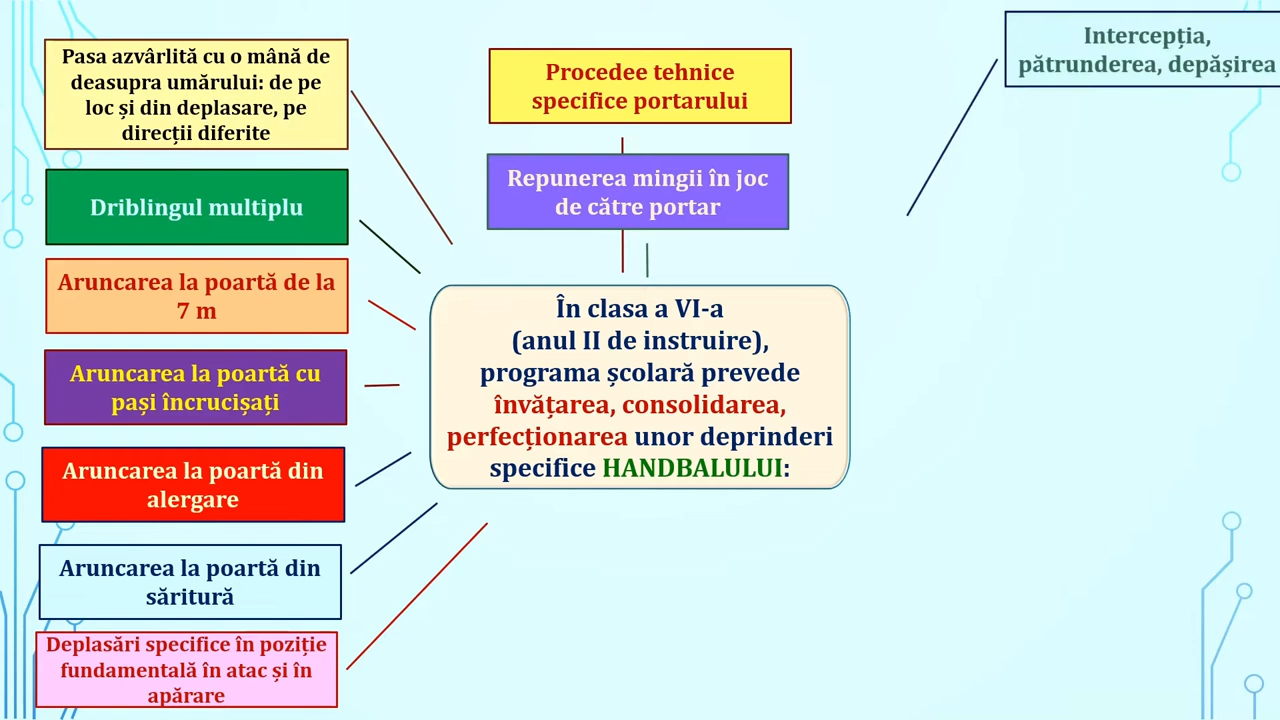 Pasa azvârlită cu o mână de
deasupra umărului: de pe
loc și din deplasare, pe
direcții diferite
Driblingul multiplu
Aruncarea la poartă de la
7 m
Aruncarea la poartă cu
pași încrucișați
Aruncarea la poartă din
alergare
Aruncarea la poartă din
săritură
Deplasări specifice în poziție
fundamentală în atac și în
apărare
Procedee tehnice
specifice portarului
Repunerea mingii în joc
de către portar
În clasa a VI-a
(anul II de instruire),
programa școlară prevede
învățarea, consolidarea,
perfecționarea unor deprinderi
specifice HANDBALULUI:
Intercepția,
pătrunderea, depășirea